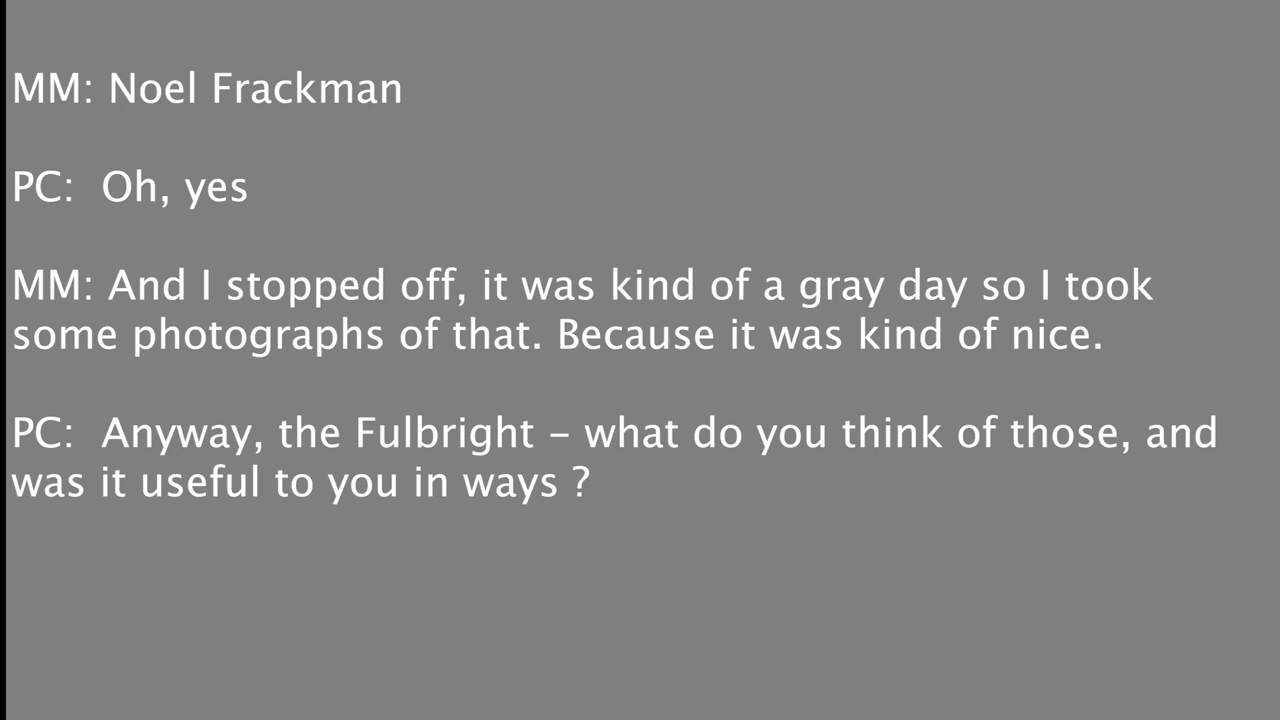 MM: Noel Frackman
PC:  Oh, yes
MM: And I stopped off, it was kind of a gray day so I took
some photographs of that. Because it was kind of nice.
PC:  Anyway, the Fulbright – what do you think of those, and
was it useful to you in ways ?